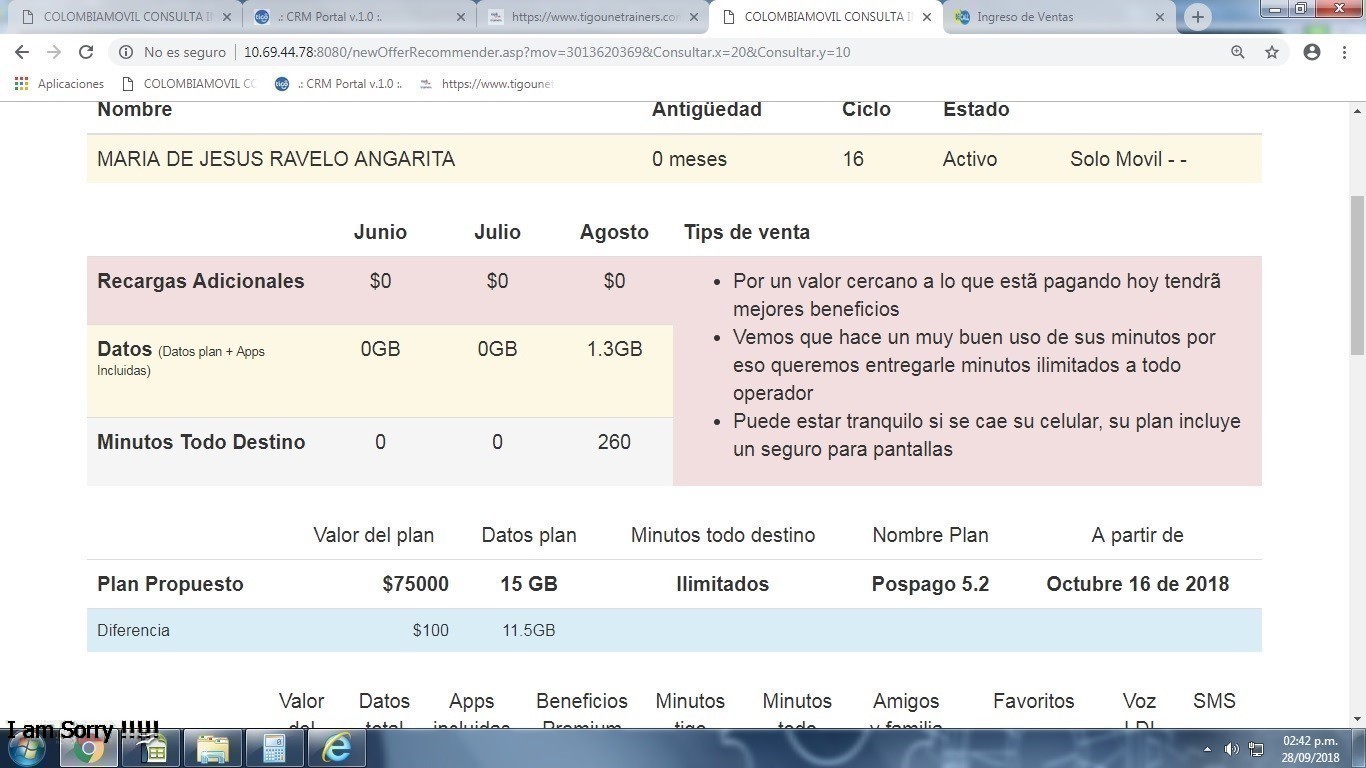 COLOMBIAMOVIL CONSULTA I .: CRM Portal v.1.0 :. https://www.tigounetrainers.co COLOMBIAMOVIL CONSULTA I Ingreso de Ventas
No es seguro | 10.69.44.78:8080/newOfferRecommender.asp?mov=3013620369&Consultar.x=20&Consultar.y=10
Aplicaciones COLOMBIAMOVIL CO .: CRM Portal v.1.0 :. https://www.tigoune
Nombre Antigüedad Ciclo Estado
MARIA DE JESUS RAVELO ANGARITA 0 meses 16 Activo Solo Movil - -
Junio Julio Agosto Tips de venta
Recargas Adicionales $0 $0 $0
• Por un valor cercano a lo que estã pagando hoy tendrã
mejores beneficios
Datos (Datos plan + Apps
Incluidas) 0GB 0GB 1.3GB
• Vemos que hace un muy buen uso de sus minutos por
eso queremos entregarle minutos ilimitados a todo
operador
Minutos Todo Destino 0 0 260
• Puede estar tranquilo si se cae su celular, su plan incluye
un seguro para pantallas
Valor del plan Datos plan Minutos todo destino Nombre Plan A partir de
Plan Propuesto $75000 15 GB Ilimitados Pospago 5.2 Octubre 16 de 2018
Diferencia $100 11.5GB
Valor Datos Apps Beneficios Minutos Minutos Amigos Favoritos Voz SMS
del total incluidas Premium tigo todo y familia LDI
I am Sorry !!!!!
02:42 p.m.
28/09/2018